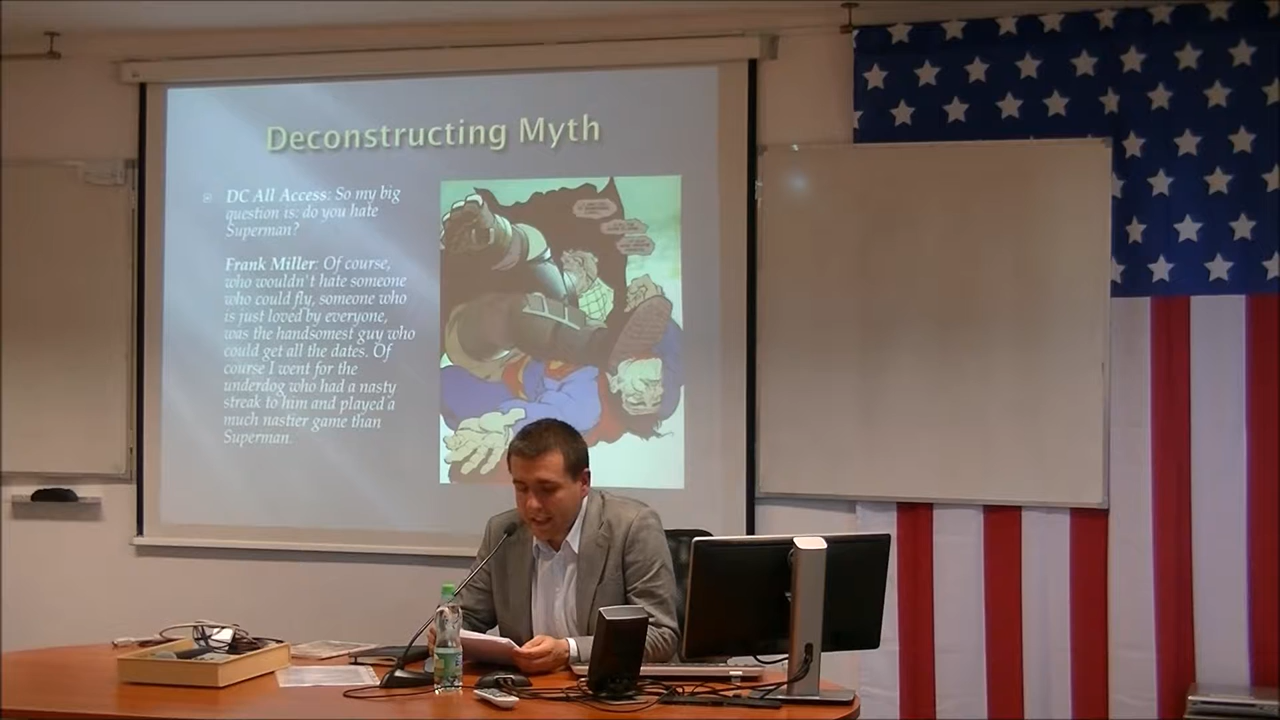 Deconstructing Myth
DC All Access: So my big
question is: do you hate
Superman?
Frank Miller: Of course,
who wouldn't hate someone
who could fly, someone who
is just loved by everyone,
was the handsomest guy who
could get all the dates. Of
course I went for the
underdog who had a nasty
streak to him and played a
much nastier game than
Superman.